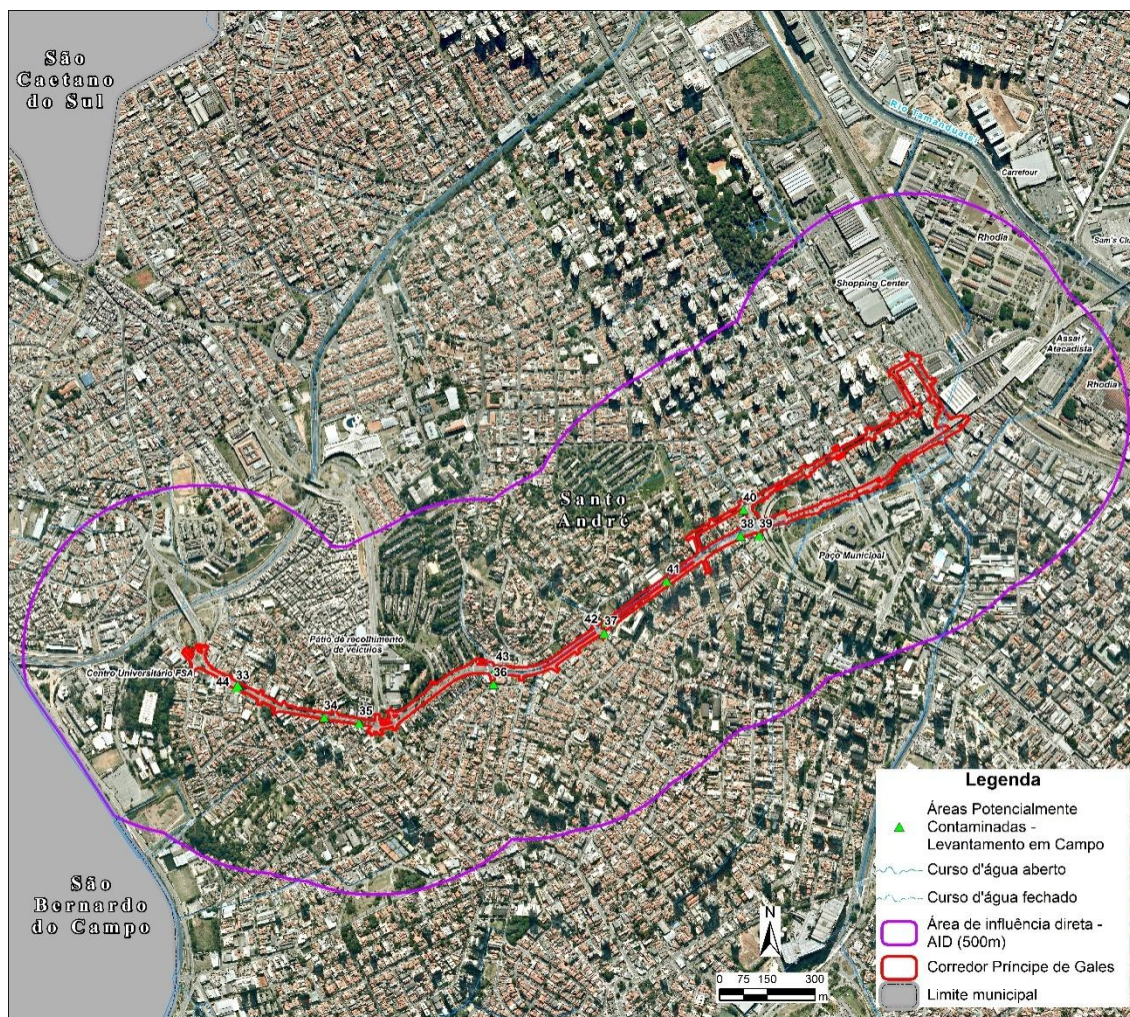 São
Caetano
do Sul
Rio Tamanduateí
Carrefour
Rhodia
Sam's Cl
Shopping Center
Assaí
Atacadista
Rhodia
Santo
André
40
38
39
Paço Municipal
41
42
37
Pátio de recolhimento
de veículos
43
36
Centro Universitário FSA
44
33
34
35
São
Bernardo
do Campo
Legenda
Áreas Potencialmente
Contaminadas -
Levantamento em Campo
Curso d'água aberto
Curso d'água fechado
Área de influência direta -
AID (500m)
Corredor Príncipe de Gales
Limite municipal
N
0 75 150 300
m